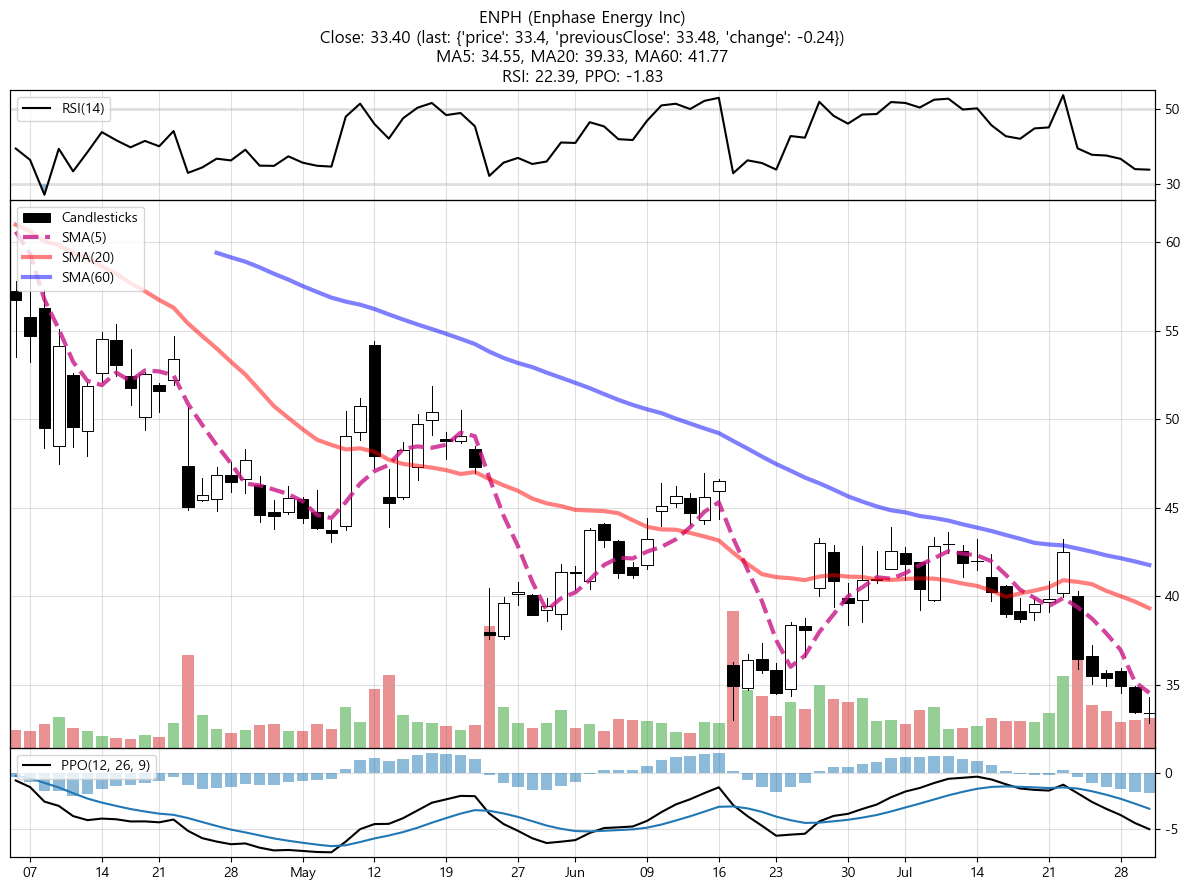 ENPH (Enphase Energy Inc)
Close: 33.40 (last: {'price': 33.4, 'previousClose': 33.48, 'change': -0.24})
MA5: 34.55, MA20: 39.33, MA60: 41.77
RSI: 22.39, PPO: -1.83
RSI(14)
50
30
Candlesticks
SMA(5)
SMA(20)
SMA(60)
60
55
50
45
40
35
PPO(12, 26, 9)
0
-5
07 14 21 28 May 12 19 27 Jun 09 16 23 30 Jul 14 21 28